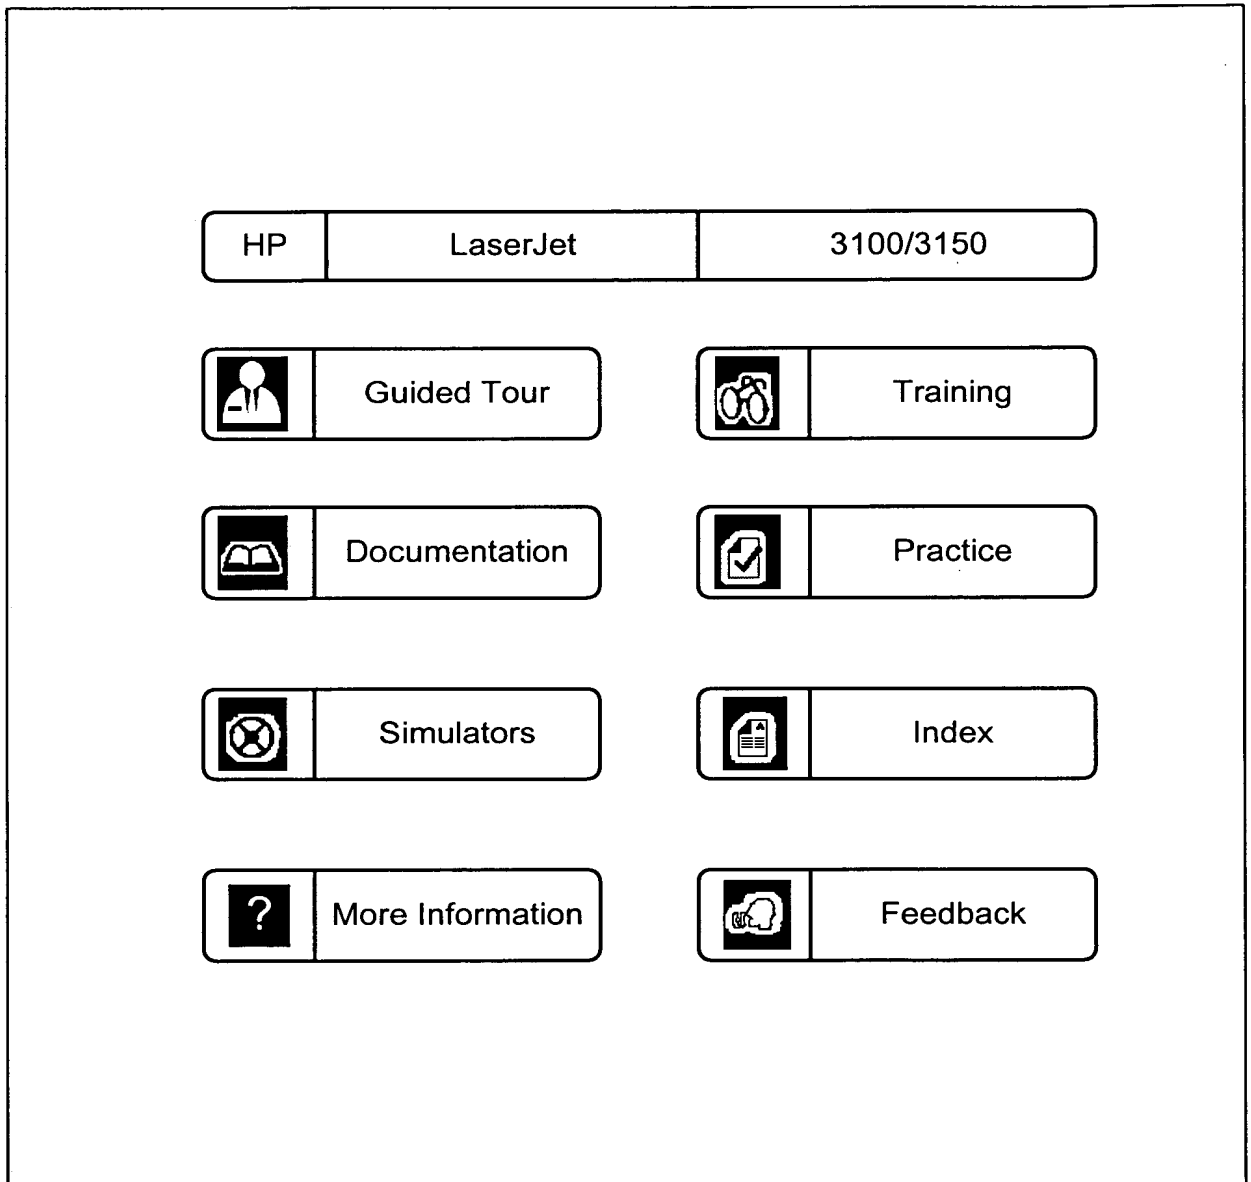 HP LaserJet 3100/3150
Guided Tour Training
Documentation Practice
Simulators Index
? More Information Feedback